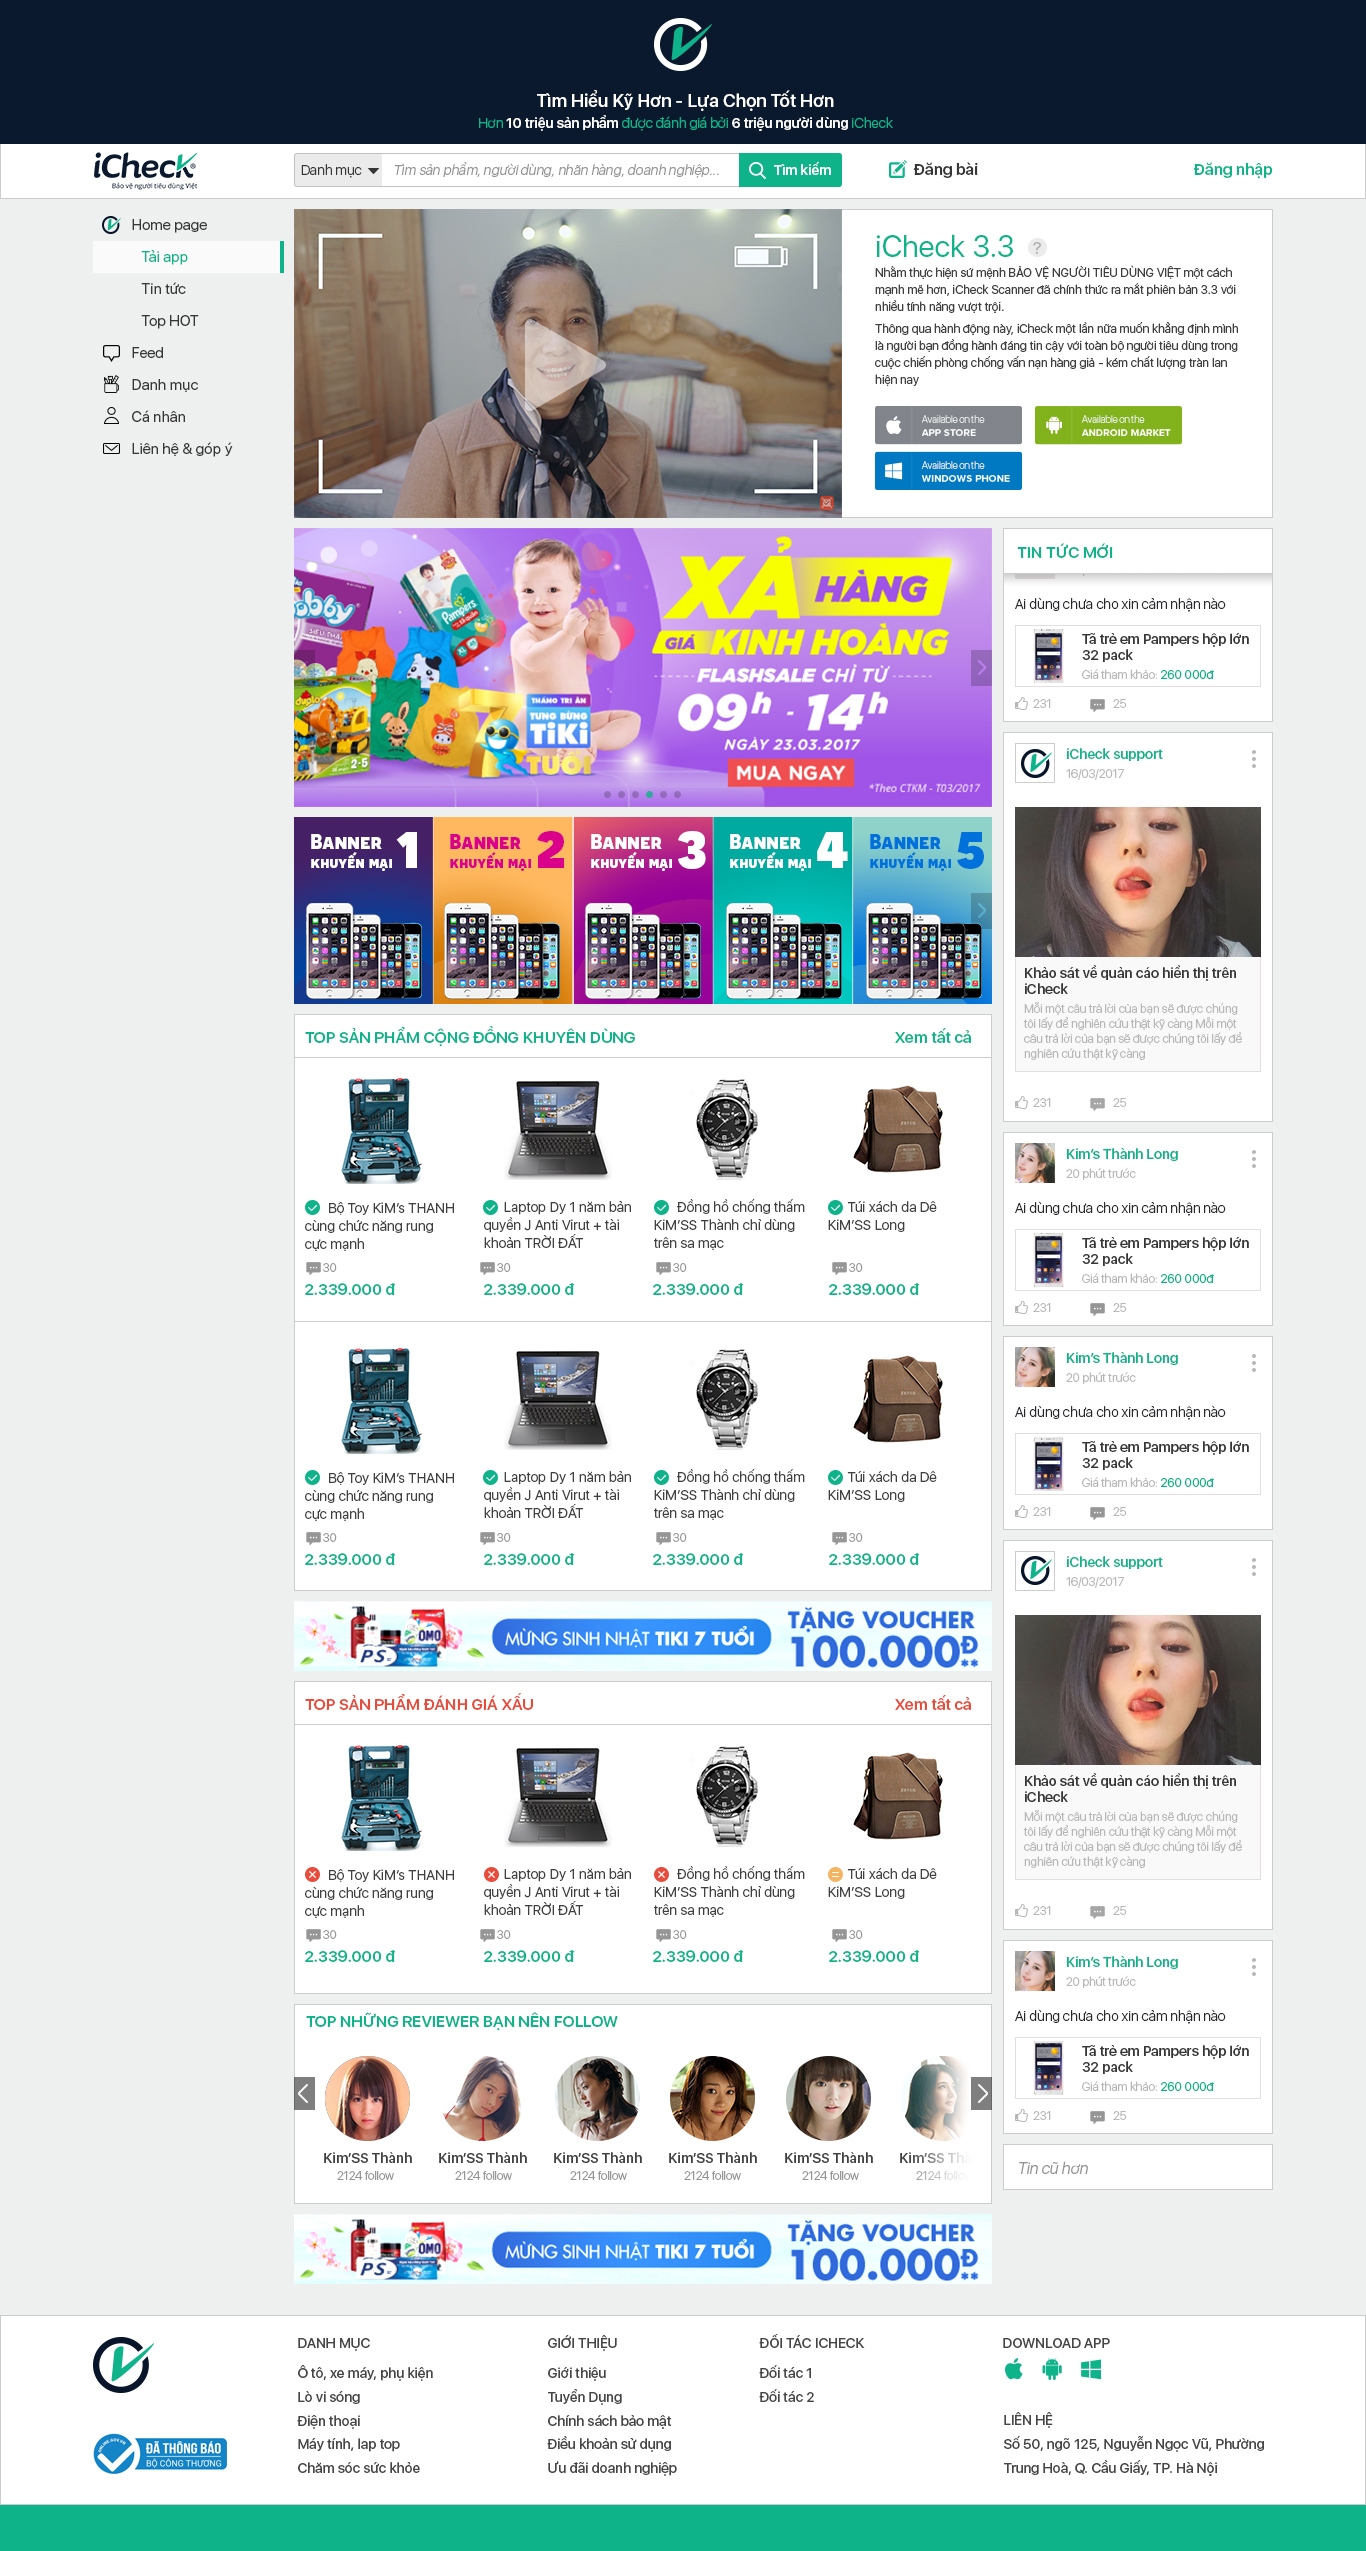 Tìm Hiểu Kỹ Hơn - Lựa Chọn Tốt Hơn
Hơn 10 triệu sản phẩm được đánh giá bởi 6 triệu người dùng iCheck
iCheck
Bảo vệ người tiêu dùng Việt
Danh mục
Tìm sản phẩm, người dùng, nhãn hàng, doanh nghiệp...
Tìm kiếm
Đăng bài
Đăng nhập
Home page
Tải app
Tin tức
Top HOT
Feed
Danh mục
Cá nhân
Liên hệ & góp ý
iCheck 3.3 ?
Nhằm thực hiện sứ mệnh BẢO VỆ NGƯỜI TIÊU DÙNG VIỆT một cách
mạnh mẽ hơn, iCheck Scanner đã chính thức ra mắt phiên bản 3.3 với
nhiều tính năng vượt trội.
Thông qua hành động này, iCheck một lần nữa muốn khẳng định mình
là người bạn đồng hành đáng tin cậy với toàn bộ người tiêu dùng trong
cuộc chiến phòng chống vấn nạn hàng giả - kém chất lượng tràn lan
hiện nay
Available on the
APP STORE
Available on the
ANDROID MARKET
Available on the
WINDOWS PHONE
XẢ HÀNG
GIÁ KINH HOÀNG
FLASHSALE CHỈ TỪ
09h - 14h
NGÀY 23.03.2017
MUA NGAY
*Theo CTKM - T03/2017
THÁNG TRI ÂN
TƯNG BỪNG
TIKI
7 TUỔI
Pampers
XL
2-5
BANNER 1
KHUYẾN MẠI
BANNER 2
KHUYẾN MẠI
BANNER 3
KHUYẾN MẠI
BANNER 4
KHUYẾN MẠI
BANNER 5
KHUYẾN MẠI
TOP SẢN PHẨM CỘNG ĐỒNG KHUYÊN DÙNG
Xem tất cả
Bộ Toy KiM's THANH
cùng chức năng rung
cực mạnh
30
2.339.000 đ
Laptop Dy 1 năm bản
quyền J Anti Virut + tài
khoản TRỜI ĐẤT
30
2.339.000 đ
Đồng hồ chống thấm
KiM'SS Thành chỉ dùng
trên sa mạc
30
2.339.000 đ
Túi xách da Dê
KiM'SS Long
30
2.339.000 đ
Bộ Toy KiM's THANH
cùng chức năng rung
cực mạnh
30
2.339.000 đ
Laptop Dy 1 năm bản
quyền J Anti Virut + tài
khoản TRỜI ĐẤT
30
2.339.000 đ
Đồng hồ chống thấm
KiM'SS Thành chỉ dùng
trên sa mạc
30
2.339.000 đ
Túi xách da Dê
KiM'SS Long
30
2.339.000 đ
OMO
P/S
MỪNG SINH NHẬT TIKI 7 TUỔI
TẶNG VOUCHER
100.000Đ**
TOP SẢN PHẨM ĐÁNH GIÁ XẤU
Xem tất cả
Bộ Toy KiM's THANH
cùng chức năng rung
cực mạnh
30
2.339.000 đ
Laptop Dy 1 năm bản
quyền J Anti Virut + tài
khoản TRỜI ĐẤT
30
2.339.000 đ
Đồng hồ chống thấm
KiM'SS Thành chỉ dùng
trên sa mạc
30
2.339.000 đ
Túi xách da Dê
KiM'SS Long
30
2.339.000 đ
TOP NHỮNG REVIEWER BẠN NÊN FOLLOW
Kim'SS Thành
2124 follow
Kim'SS Thành
2124 follow
Kim'SS Thành
2124 follow
Kim'SS Thành
2124 follow
Kim'SS Thành
2124 follow
Kim'SS Thà
2124 follow
OMO
P/S
MỪNG SINH NHẬT TIKI 7 TUỔI
TẶNG VOUCHER
100.000Đ**
TIN TỨC MỚI
Ai dùng chưa cho xin cảm nhận nào
Tã trẻ em Pampers hộp lớn
32 pack
Giá tham khảo: 260 000đ
231 25
iCheck support
16/03/2017
Khảo sát về quản cáo hiển thị trên
iCheck
Mỗi một câu trả lời của bạn sẽ được chúng
tôi lấy để nghiên cứu thật kỹ càng Mỗi một
câu trả lời của bạn sẽ được chúng tôi lấy để
nghiên cứu thật kỹ càng
231 25
Kim's Thành Long
20 phút trước
Ai dùng chưa cho xin cảm nhận nào
Tã trẻ em Pampers hộp lớn
32 pack
Giá tham khảo: 260 000đ
231 25
Kim's Thành Long
20 phút trước
Ai dùng chưa cho xin cảm nhận nào
Tã trẻ em Pampers hộp lớn
32 pack
Giá tham khảo: 260 000đ
231 25
iCheck support
16/03/2017
Khảo sát về quản cáo hiển thị trên
iCheck
Mỗi một câu trả lời của bạn sẽ được chúng
tôi lấy để nghiên cứu thật kỹ càng Mỗi một
câu trả lời của bạn sẽ được chúng tôi lấy để
nghiên cứu thật kỹ càng
231 25
Kim's Thành Long
20 phút trước
Ai dùng chưa cho xin cảm nhận nào
Tã trẻ em Pampers hộp lớn
32 pack
Giá tham khảo: 260 000đ
231 25
Tin cũ hơn
ĐÃ THÔNG BÁO
BỘ CÔNG THƯƠNG
DANH MỤC
Ô tô, xe máy, phụ kiện
Lò vi sóng
Điện thoại
Máy tính, lap top
Chăm sóc sức khỏe
GIỚI THIỆU
Giới thiệu
Tuyển Dụng
Chính sách bảo mật
Điều khoản sử dụng
Ưu đãi doanh nghiệp
ĐỐI TÁC ICHECK
Đối tác 1
Đối tác 2
DOWNLOAD APP
LIÊN HỆ
Số 50, ngõ 125, Nguyễn Ngọc Vũ, Phường
Trung Hoà, Q. Cầu Giấy, TP. Hà Nội